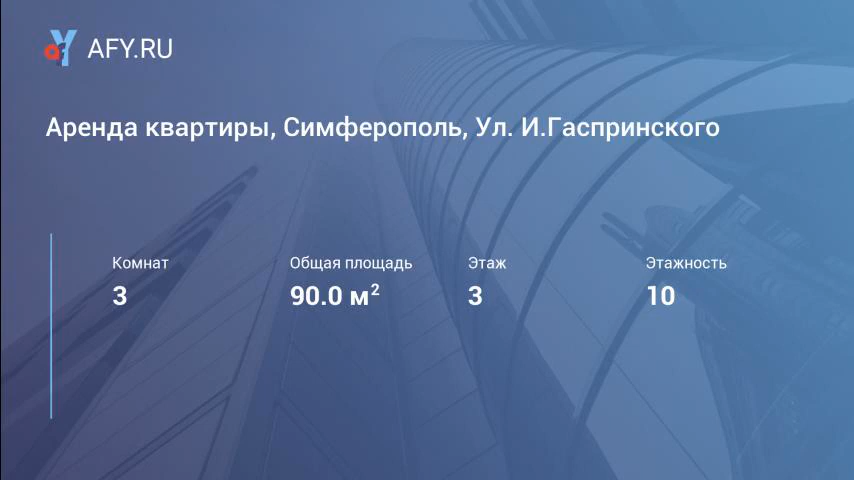 AFY.RU
Аренда квартиры, Симферополь, Ул. И.Гаспринского
Комнат Общая площадь Этаж Этажность
3 90.0 м² 3 10